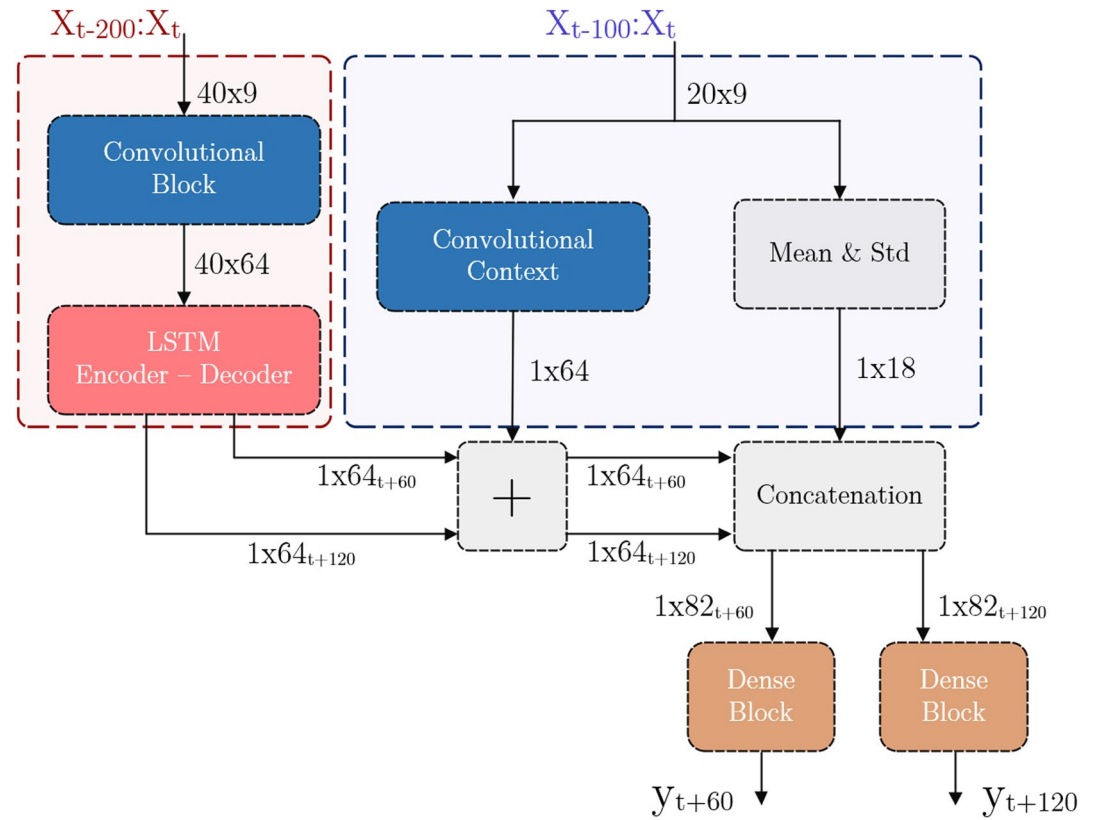 Xt-200:Xt
Xt-100:Xt
40x9
20x9
Convolutional
Block
40x64
LSTM
Encoder – Decoder
Convolutional
Context
Mean & Std
1x64
1x18
1x64t+60
1x64t+120
+
1x64t+60
1x64t+120
Concatenation
1x82t+60
1x82t+120
Dense
Block
Dense
Block
yt+60
yt+120